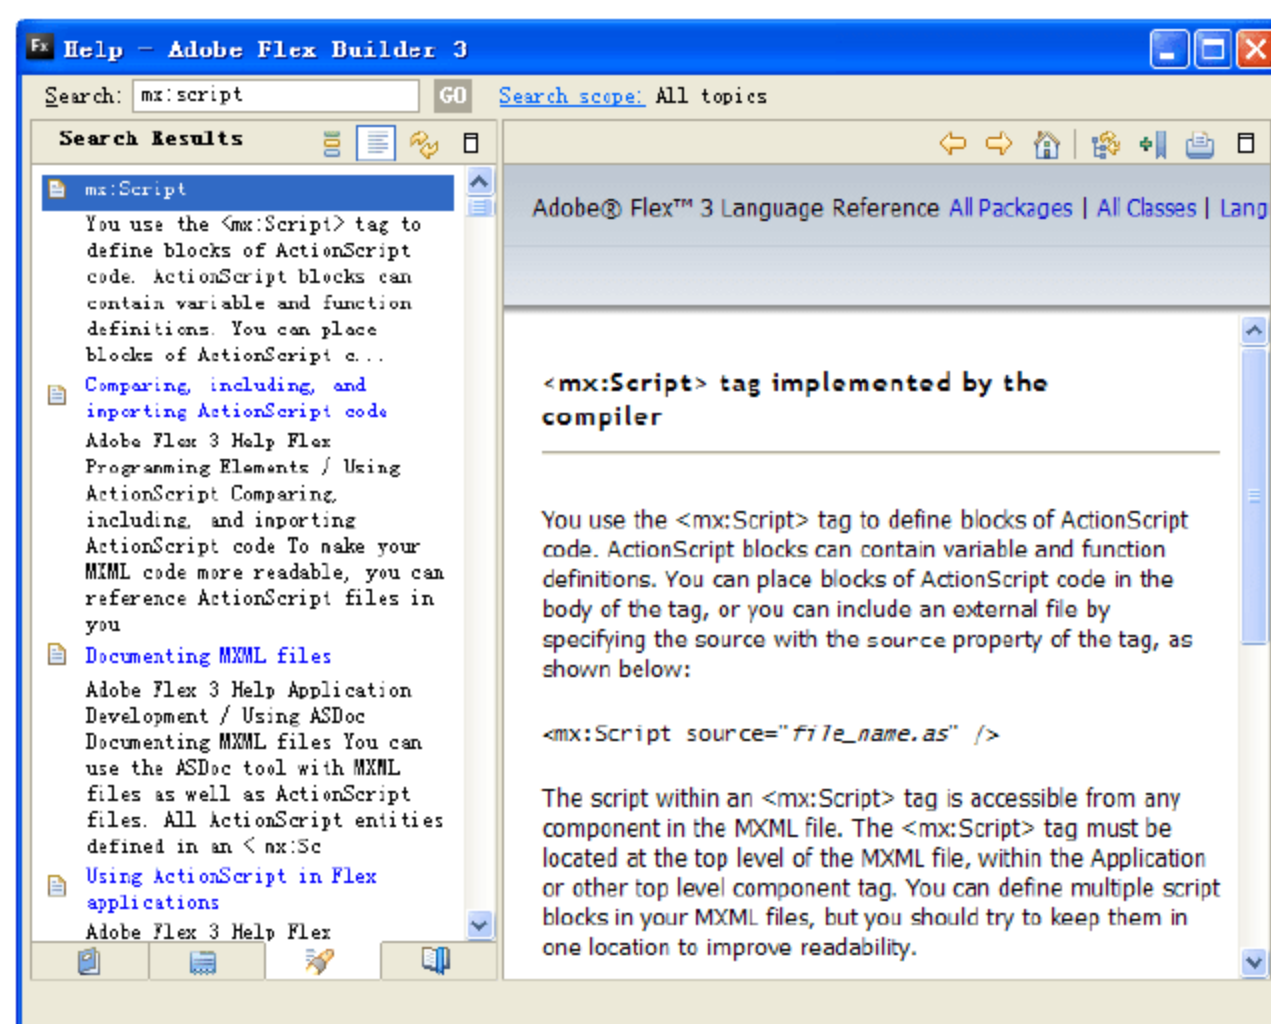 Fx Help - Adobe Flex Builder 3
Search: mx:script GO Search scope: All topics
Search Results
mx:Script
You use the <mx:Script> tag to
define blocks of ActionScript
code. ActionScript blocks can
contain variable and function
definitions. You can place
blocks of ActionScript c...
Comparing, including, and
importing ActionScript code
Adobe Flex 3 Help Flex
Programming Elements / Using
ActionScript Comparing,
including, and importing
ActionScript code To make your
MXML code more readable, you can
reference ActionScript files in
you
Documenting MXML files
Adobe Flex 3 Help Application
Development / Using ASDoc
Documenting MXML files You can
use the ASDoc tool with MXML
files as well as ActionScript
files. All ActionScript entities
defined in an < mx:Sc
Using ActionScript in Flex
applications
Adobe Flex 3 Help Flex
Adobe® Flex™ 3 Language Reference All Packages | All Classes | Lang
<mx:Script> tag implemented by the
compiler
You use the <mx:Script> tag to define blocks of ActionScript
code. ActionScript blocks can contain variable and function
definitions. You can place blocks of ActionScript code in the
body of the tag, or you can include an external file by
specifying the source with the source property of the tag, as
shown below:
<mx:Script source="file_name.as" />
The script within an <mx:Script> tag is accessible from any
component in the MXML file. The <mx:Script> tag must be
located at the top level of the MXML file, within the Application
or other top level component tag. You can define multiple script
blocks in your MXML files, but you should try to keep them in
one location to improve readability.